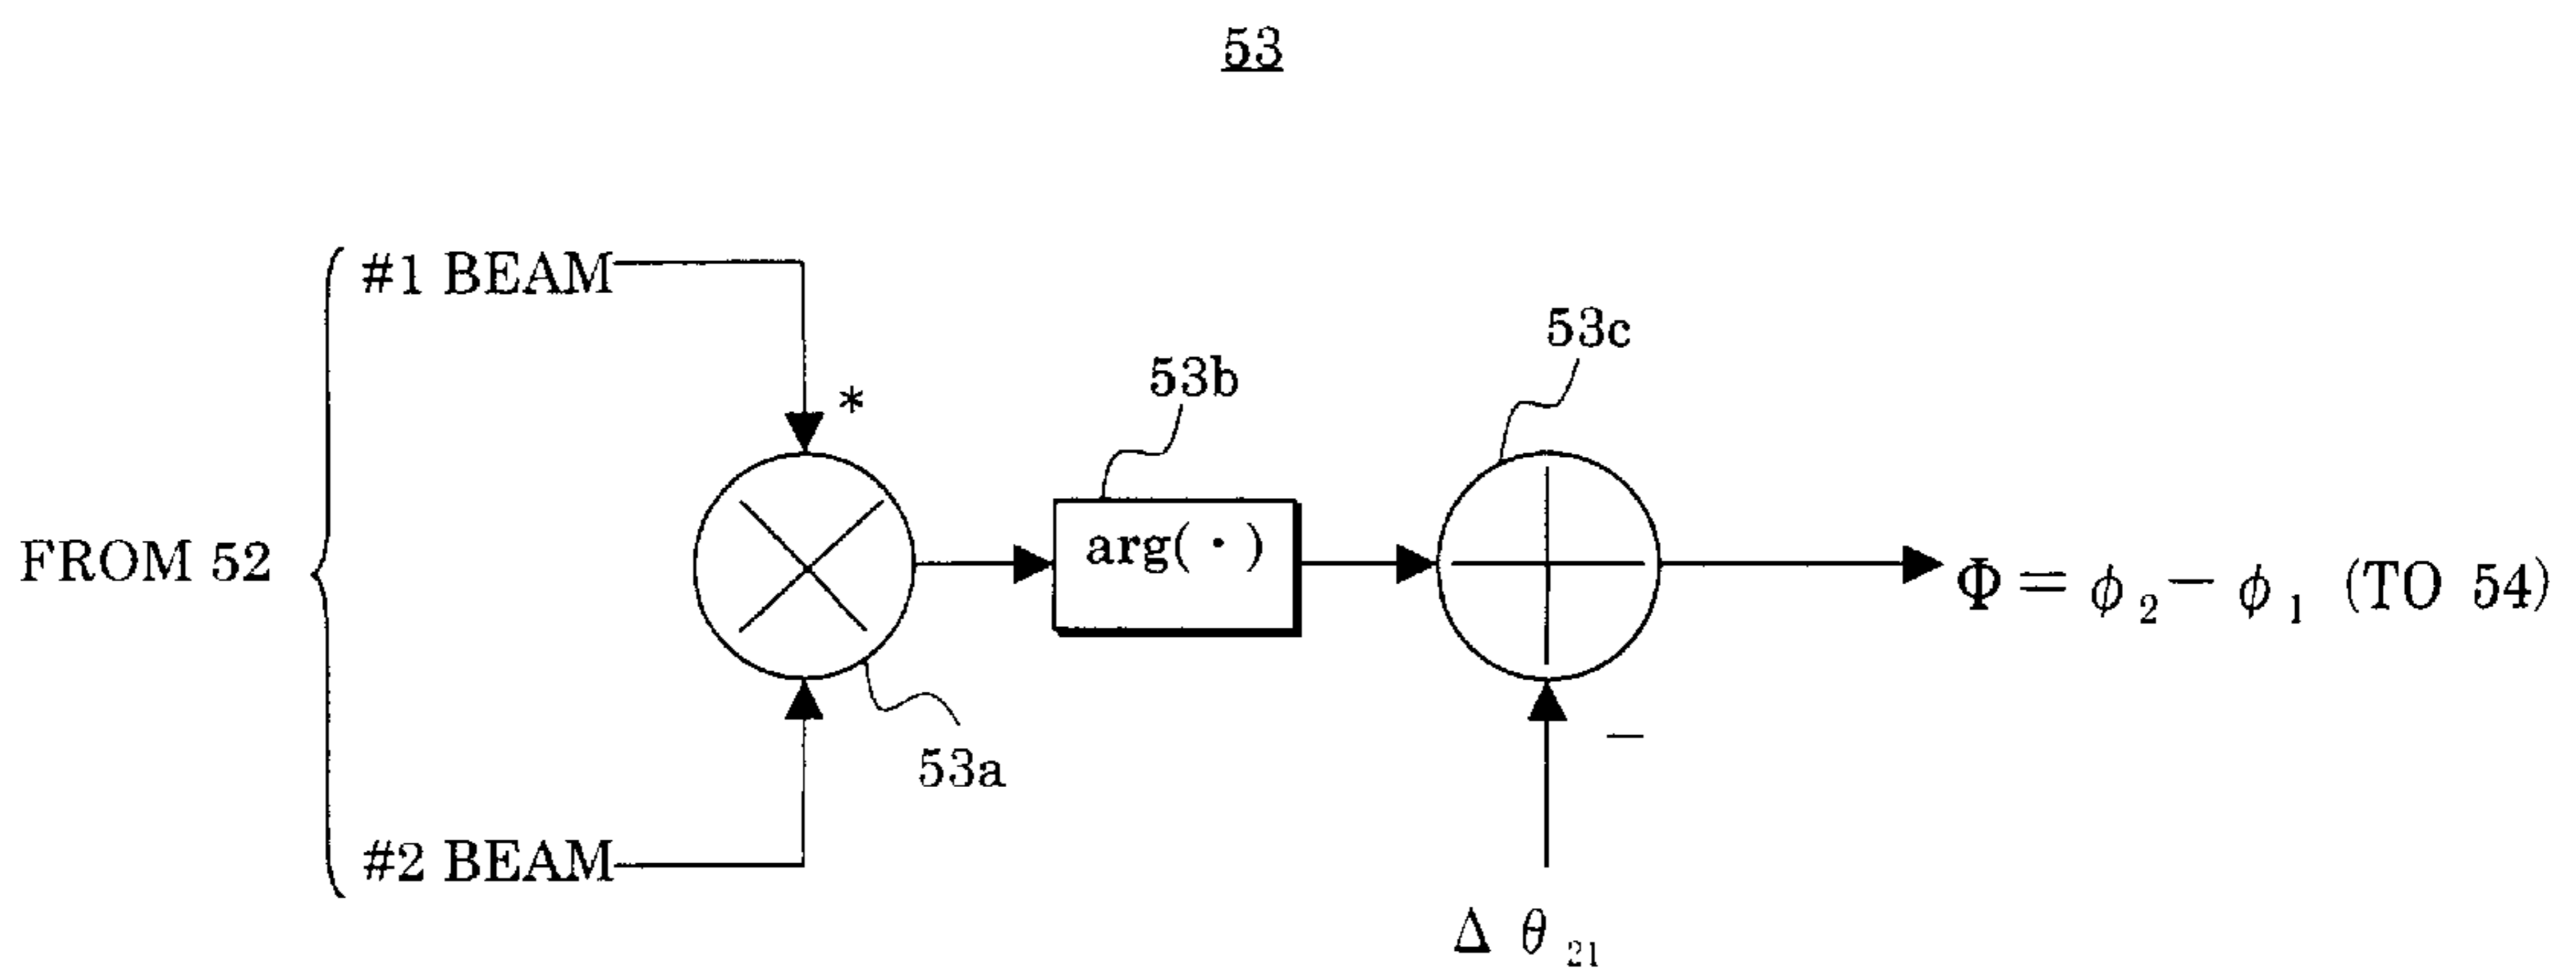 53
#1 BEAM
*
53c
53b
arg( · )
FROM 52
Φ = ϕ 2 − ϕ 1 (TO 54)
53a
−
#2 BEAM
Δ θ 21